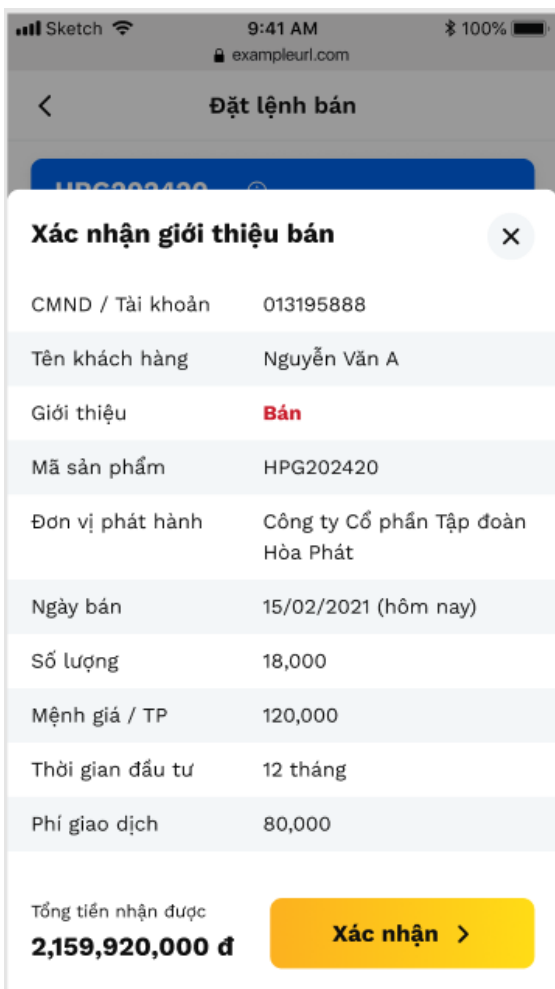 Sketch 9:41 AM 100%
exampleurl.com
Đặt lệnh bán
HPG202420
Xác nhận giới thiệu bán
CMND / Tài khoản 013195888
Tên khách hàng Nguyễn Văn A
Giới thiệu Bán
Mã sản phẩm HPG202420
Đơn vị phát hành Công ty Cổ phần Tập đoàn
Hòa Phát
Ngày bán 15/02/2021 (hôm nay)
Số lượng 18,000
Mệnh giá / TP 120,000
Thời gian đầu tư 12 tháng
Phí giao dịch 80,000
Tổng tiền nhận được
2,159,920,000 đ
Xác nhận